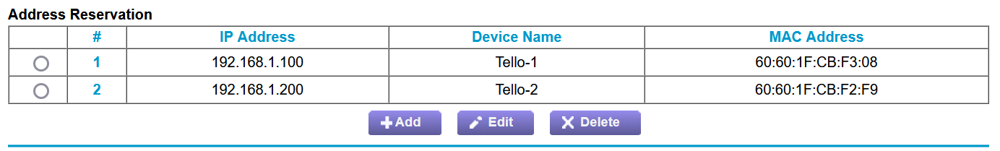 Address Reservation
# IP Address Device Name MAC Address
1 192.168.1.100 Tello-1 60:60:1F:CB:F3:08
2 192.168.1.200 Tello-2 60:60:1F:CB:F2:F9
Add Edit Delete